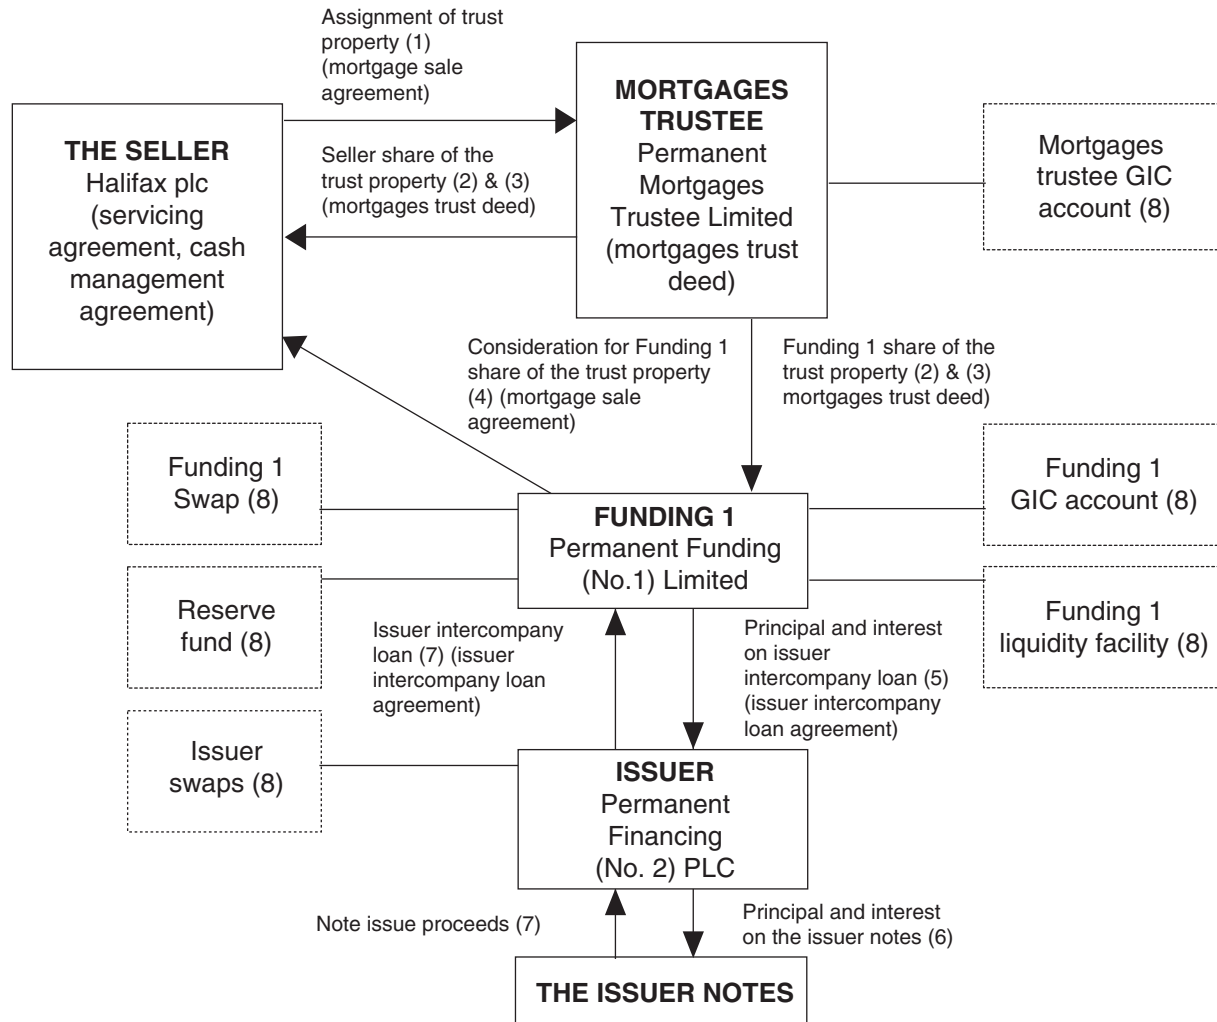 Assignment of trust
property (1)
(mortgage sale
agreement)
MORTGAGES
TRUSTEE
Permanent
Mortgages
Trustee Limited
(mortgages trust
deed)
THE SELLER
Halifax plc
(servicing
agreement, cash
management
agreement)
Seller share of the
trust property (2) & (3)
(mortgages trust deed)
Mortgages
trustee GIC
account (8)
Consideration for Funding 1
share of the trust property
(4) (mortgage sale
agreement)
Funding 1 share of the
trust property (2) & (3)
mortgages trust deed)
Funding 1
Swap (8)
FUNDING 1
Permanent Funding
(No.1) Limited
Funding 1
GIC account (8)
Reserve
fund (8)
Issuer intercompany
loan (7) (issuer
intercompany loan
agreement)
Principal and interest
on issuer
intercompany loan (5)
(issuer intercompany
loan agreement)
Funding 1
liquidity facility (8)
Issuer
swaps (8)
ISSUER
Permanent
Financing
(No. 2) PLC
Note issue proceeds (7)
Principal and interest
on the issuer notes (6)
THE ISSUER NOTES